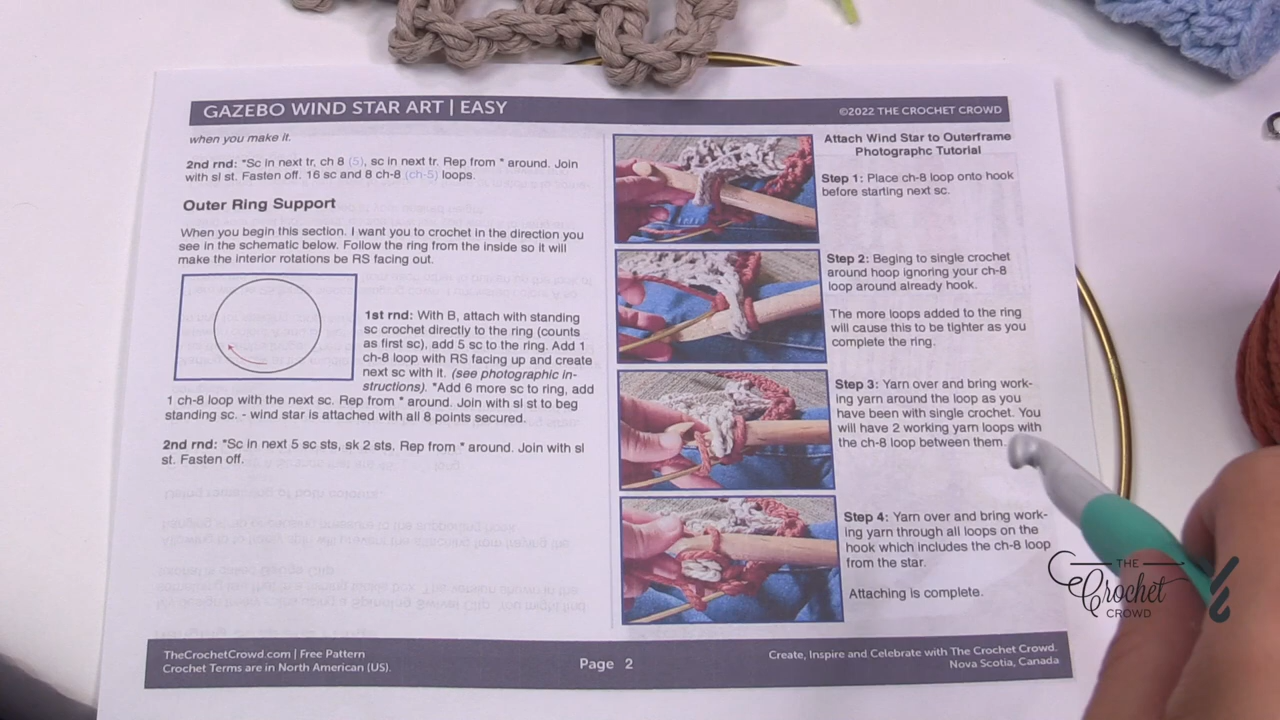 GAZEBO WIND STAR ART | EASY
©2022 THE CROCHET CROWD
when you make it.
2nd rnd: *Sc in next tr, ch 8 (5), sc in next tr. Rep from * around. Join
with sl st. Fasten off. 16 sc and 8 ch-8 (ch-5) loops.
Outer Ring Support
When you begin this section. I want you to crochet in the direction you
see in the schematic below. Follow the ring from the inside so it will
make the interior rotations be RS facing out.
1st rnd: With B, attach with standing
sc crochet directly to the ring (counts
as first sc), add 5 sc to the ring. Add 1
ch-8 loop with RS facing up and create
next sc with it. (see photographic in-
structions). *Add 6 more sc to ring, add
1 ch-8 loop with the next sc. Rep from * around. Join with sl st to beg
standing sc. - wind star is attached with all 8 points secured.
2nd rnd: *Sc in next 5 sc sts, sk 2 sts. Rep from * around. Join with sl
st. Fasten off.
Attach Wind Star to Outerframe
Photographc Tutorial
Step 1: Place ch-8 loop onto hook
before starting next sc.
Step 2: Beging to single crochet
around hoop ignoring your ch-8
loop around already hook.
The more loops added to the ring
will cause this to be tighter as you
complete the ring.
Step 3: Yarn over and bring work-
ing yarn around the loop as you
have been with single crochet. You
will have 2 working yarn loops with
the ch-8 loop between them.
Step 4: Yarn over and bring work-
ing yarn through all loops on the
hook which includes the ch-8 loop
from the star.
Attaching is complete.
THE
Crochet
CROWD
TheCrochetCrowd.com | Free Pattern
Crochet Terms are in North American (US).
Page 2
Create, Inspire and Celebrate with The Crochet Crowd.
Nova Scotia, Canada